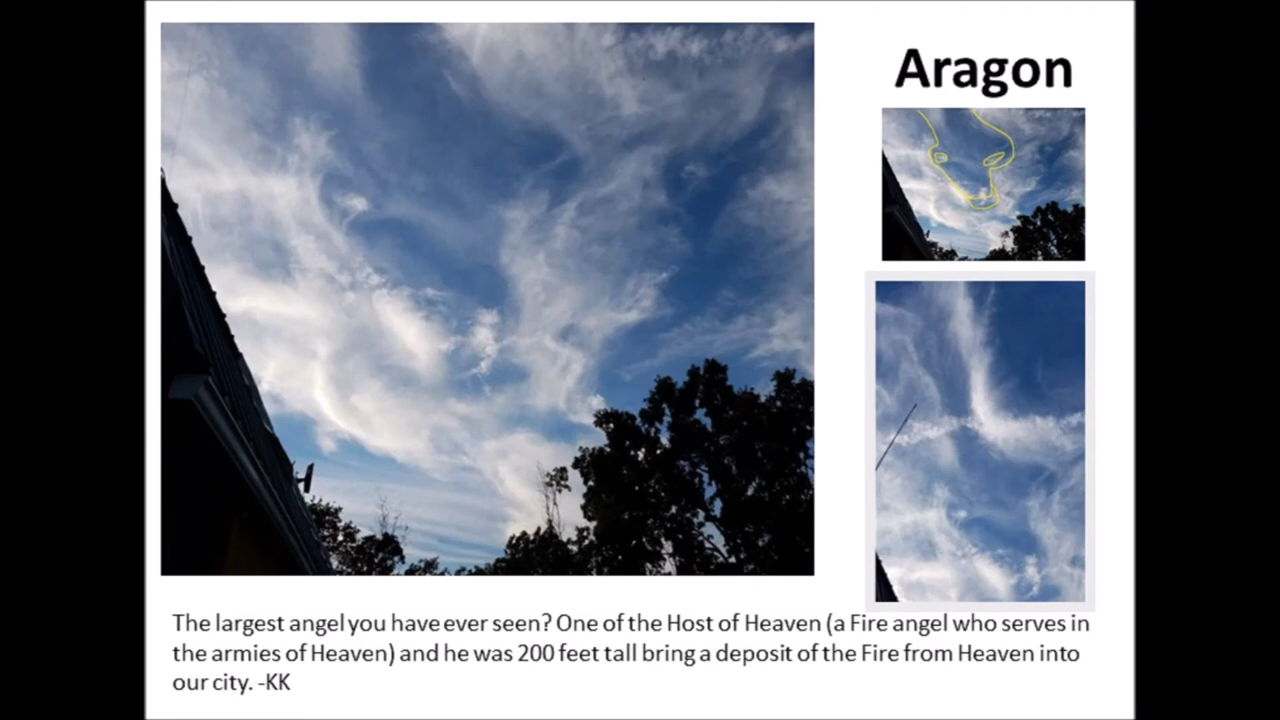 Aragon
The largest angel you have ever seen? One of the Host of Heaven (a Fire angel who serves in
the armies of Heaven) and he was 200 feet tall bring a deposit of the Fire from Heaven into
our city. -KK